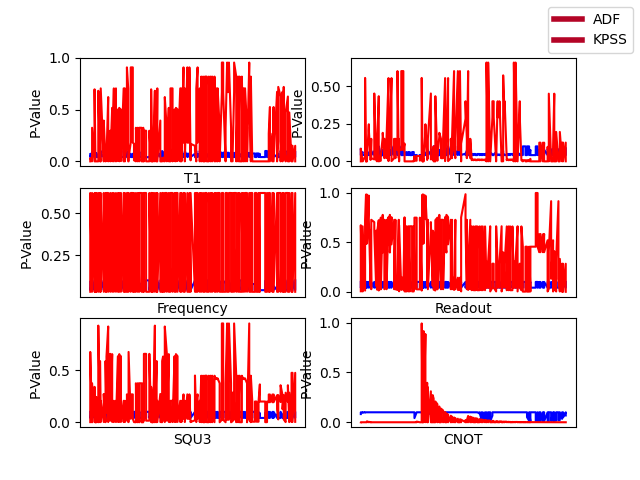 ADF
KPSS
1.0
0.5
0.0
P-Value
T1
0.50
0.25
0.00
P-Value
T2
0.50
0.25
P-Value
Frequency
1.0
0.5
0.0
P-Value
Readout
0.5
0.0
P-Value
SQU3
1.0
0.5
0.0
P-Value
CNOT